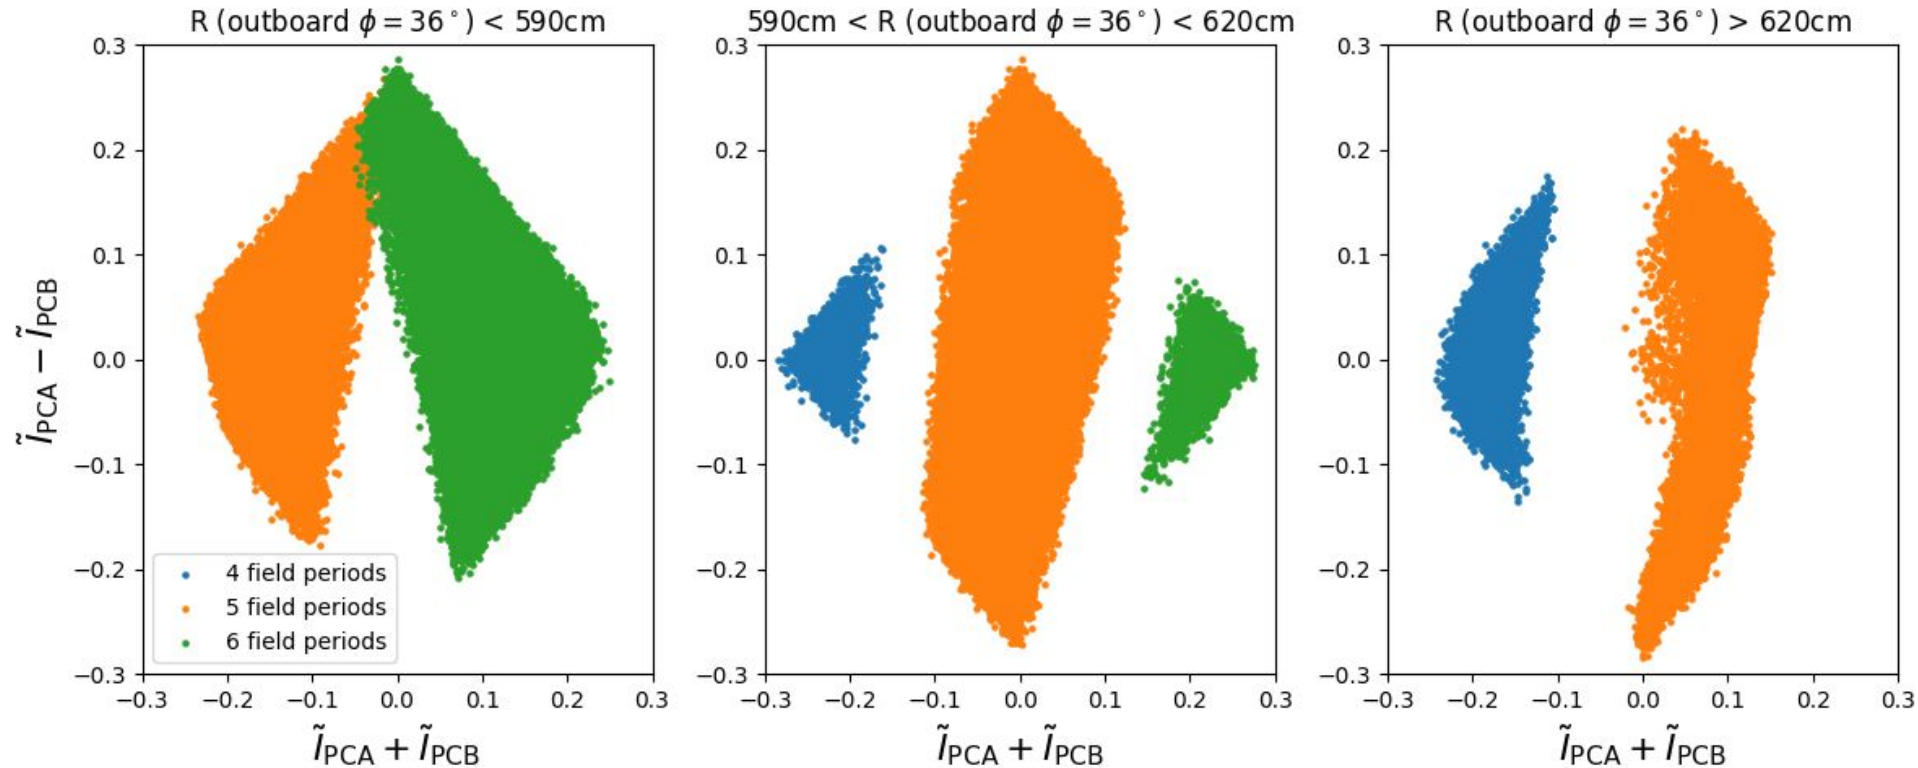 R (outboard ϕ = 36°) < 590cm
590cm < R (outboard ϕ = 36°) < 620cm
R (outboard ϕ = 36°) > 620cm
Ĩ_PCA − Ĩ_PCB
0.3
0.2
0.1
0.0
−0.1
−0.2
−0.3
4 field periods
5 field periods
6 field periods
−0.3 −0.2 −0.1 0.0 0.1 0.2 0.3
Ĩ_PCA + Ĩ_PCB
0.3
0.2
0.1
0.0
−0.1
−0.2
−0.3
−0.3 −0.2 −0.1 0.0 0.1 0.2 0.3
Ĩ_PCA + Ĩ_PCB
0.3
0.2
0.1
0.0
−0.1
−0.2
−0.3
−0.3 −0.2 −0.1 0.0 0.1 0.2 0.3
Ĩ_PCA + Ĩ_PCB